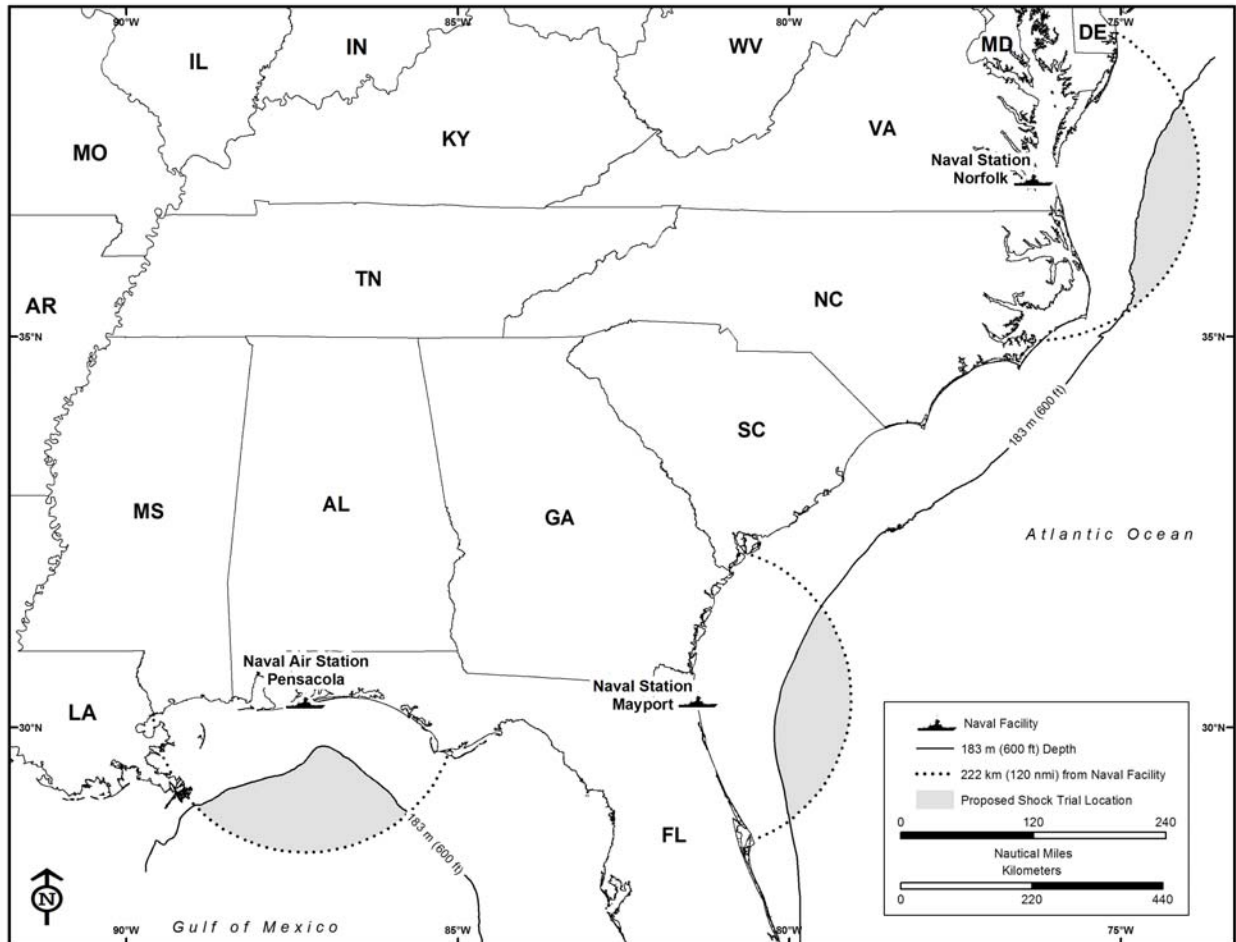 90°W
85°W
80°W
75°W
IL
IN
WV
MD
DE
MO
KY
VA
Naval Station
Norfolk
AR
TN
NC
35°N
35°N
183 m (600 ft)
SC
MS
AL
GA
Atlantic Ocean
Naval Air Station
Pensacola
Naval Station
Mayport
LA
30°N
30°N
FL
183 m (600 ft)
Naval Facility
183 m (600 ft) Depth
222 km (120 nmi) from Naval Facility
Proposed Shock Trial Location
0 120 240
Nautical Miles
Kilometers
0 220 440
N
Gulf of Mexico
90°W
85°W
80°W
75°W